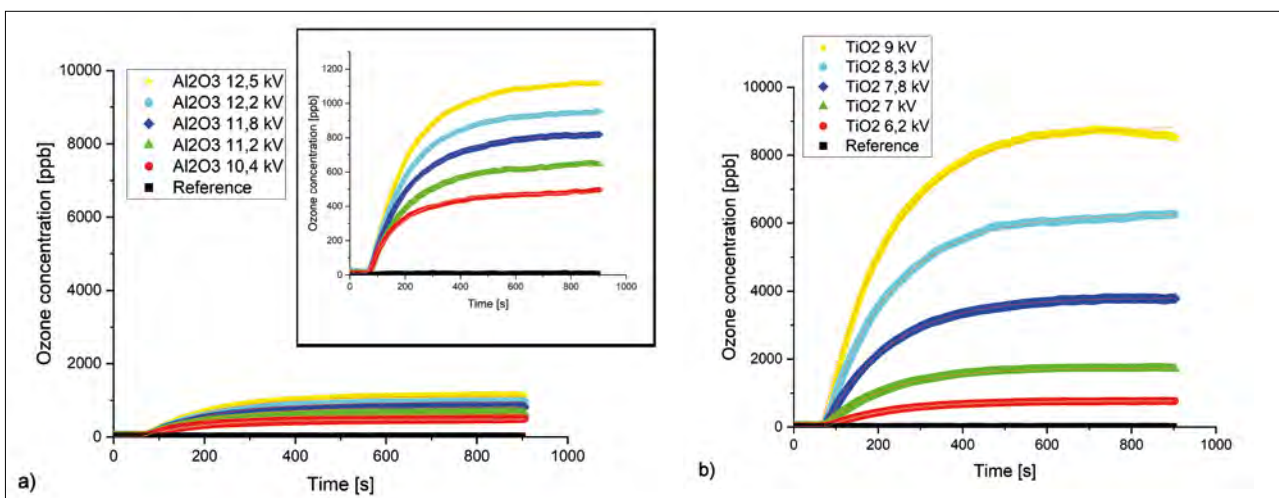 10000
8000
6000
4000
2000
0
0
200
400
600
800
1000
Ozone concentration [ppb]
Time [s]
Al2O3 12,5 kV
Al2O3 12,2 kV
Al2O3 11,8 kV
Al2O3 11,2 kV
Al2O3 10,4 kV
Reference
1200
1000
800
600
400
200
0
0
200
400
600
800
1000
Ozone concentration [ppb]
Time [s]
a)
TiO2 9 kV
TiO2 8,3 kV
TiO2 7,8 kV
TiO2 7 kV
TiO2 6,2 kV
Reference
10000
8000
6000
4000
2000
0
0
200
400
600
800
1000
Ozone concentration [ppb]
Time [s]
b)